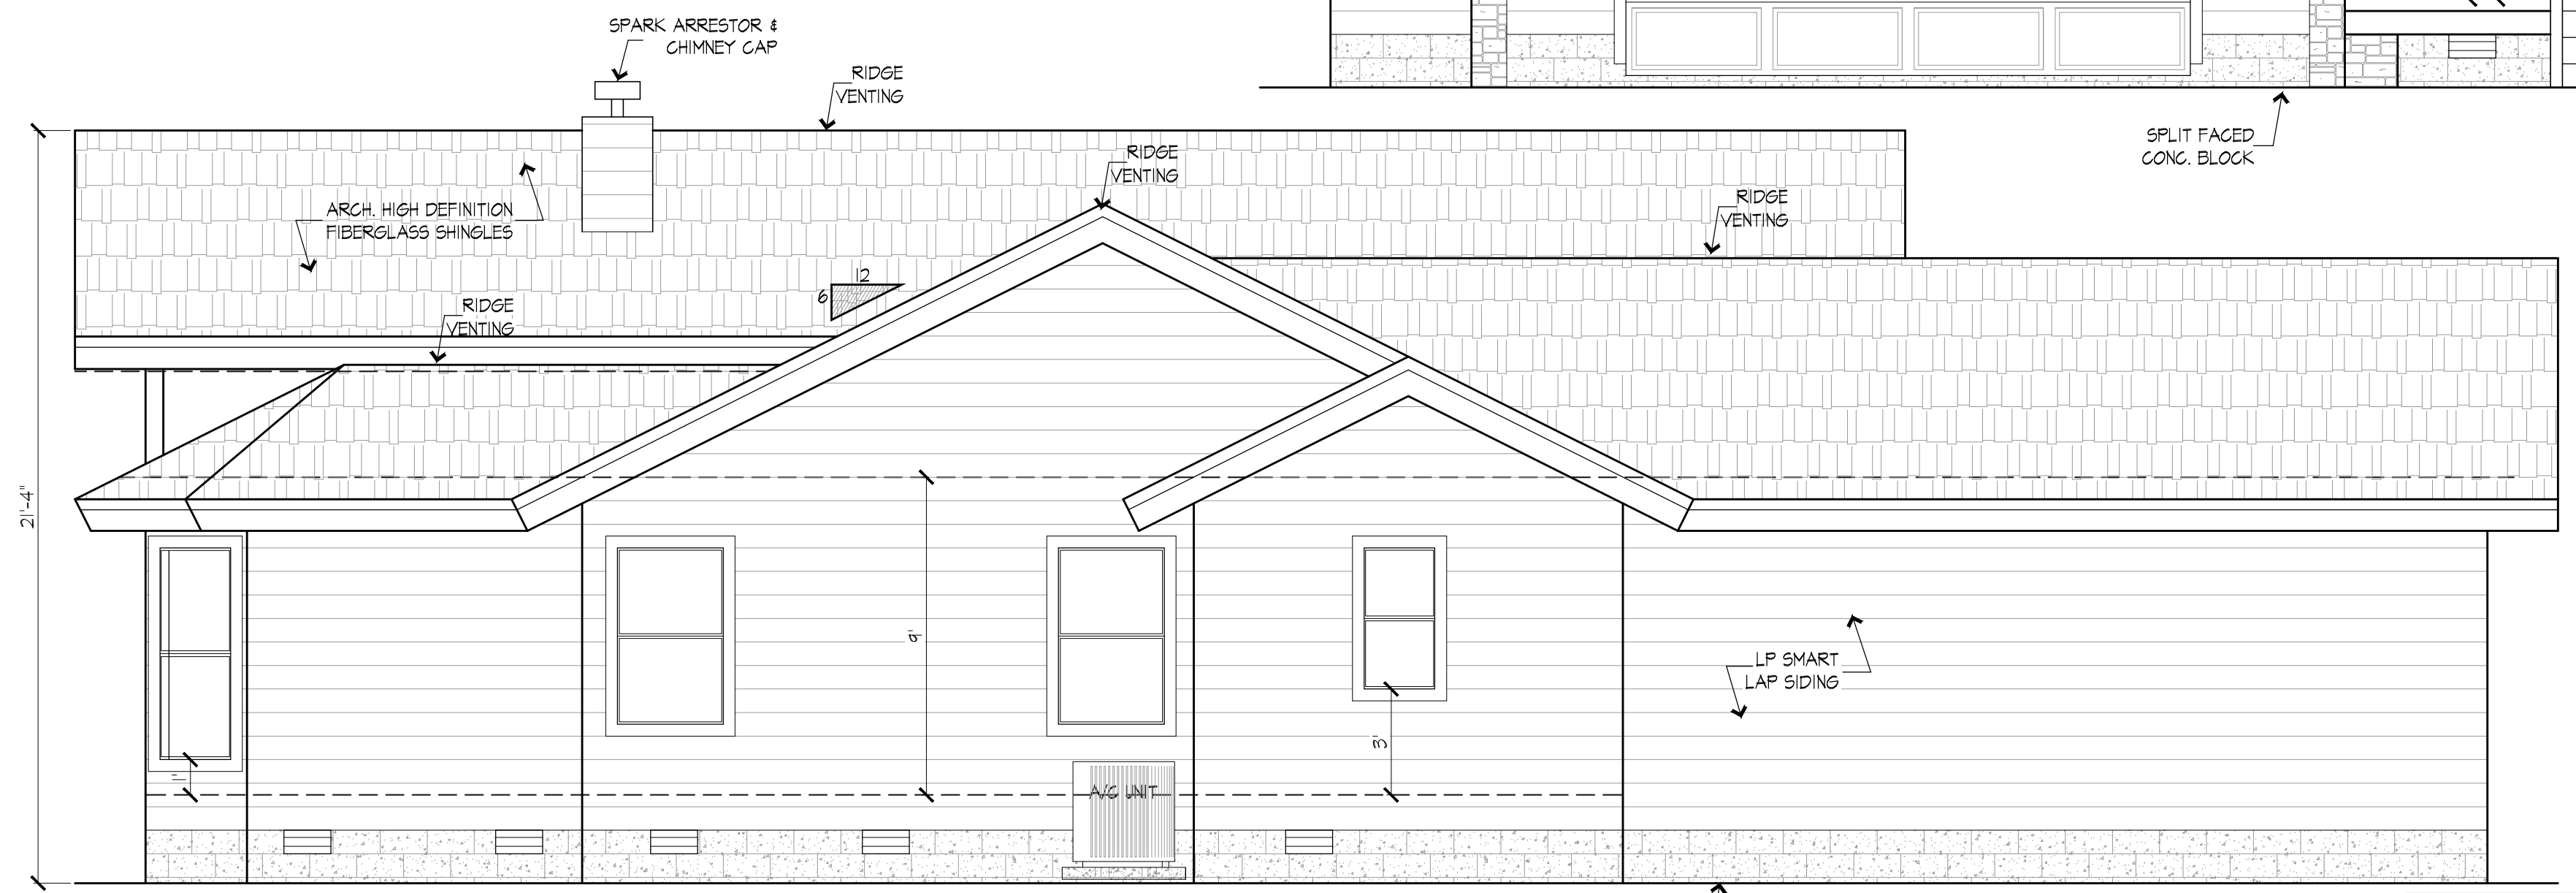 SPARK ARRESTOR &
CHIMNEY CAP
RIDGE
VENTING
RIDGE
VENTING
SPLIT FACED
CONC. BLOCK
RIDGE
VENTING
ARCH. HIGH DEFINITION
FIBERGLASS SHINGLES
12
6
RIDGE
VENTING
21'-4"
9'
LP SMART
LAP SIDING
3'
1'
A/C UNIT